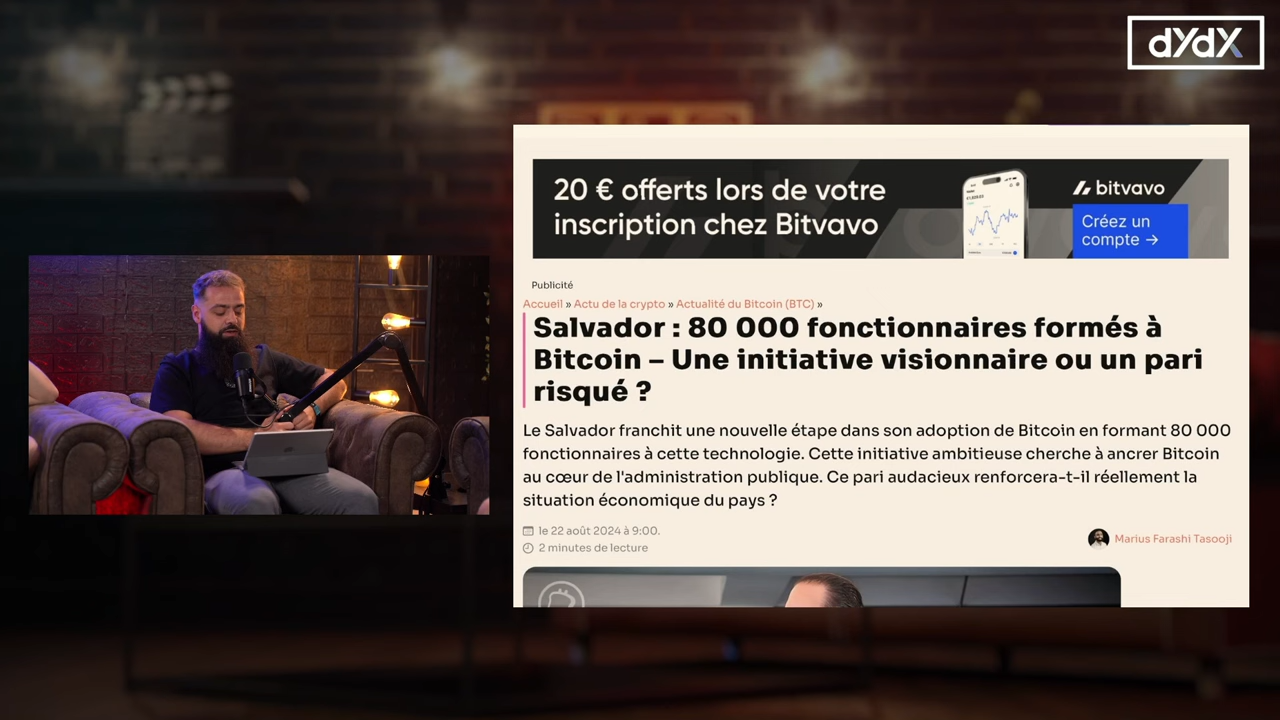 dYdX
20 € offerts lors de votre
inscription chez Bitvavo
bitvavo
Créez un
compte →
Publicité
Accueil » Actu de la crypto » Actualité du Bitcoin (BTC) »
Salvador : 80 000 fonctionnaires formés à
Bitcoin – Une initiative visionnaire ou un pari
risqué ?
Le Salvador franchit une nouvelle étape dans son adoption de Bitcoin en formant 80 000
fonctionnaires à cette technologie. Cette initiative ambitieuse cherche à ancrer Bitcoin
au cœur de l'administration publique. Ce pari audacieux renforcera-t-il réellement la
situation économique du pays ?
le 22 août 2024 à 9:00.
2 minutes de lecture
Marius Farashi Tasooji